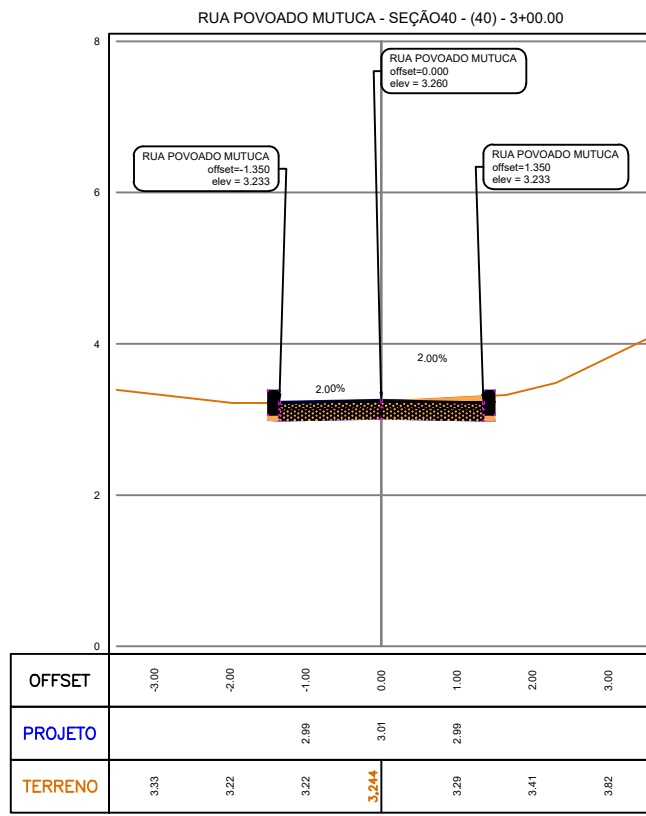 RUA POVOADO MUTUCA - SEÇÃO40 - (40) - 3+00.00
8
RUA POVOADO MUTUCA
offset=0.000
elev = 3.260
RUA POVOADO MUTUCA
offset=-1.350
elev = 3.233
RUA POVOADO MUTUCA
offset=1.350
elev = 3.233
6
4
2.00%
2.00%
2
0
OFFSET -3.00 -2.00 -1.00 0.00 1.00 2.00 3.00
PROJETO 2.99 3.01 2.99
TERRENO 3.33 3.22 3.22 3,244 3.29 3.41 3.82